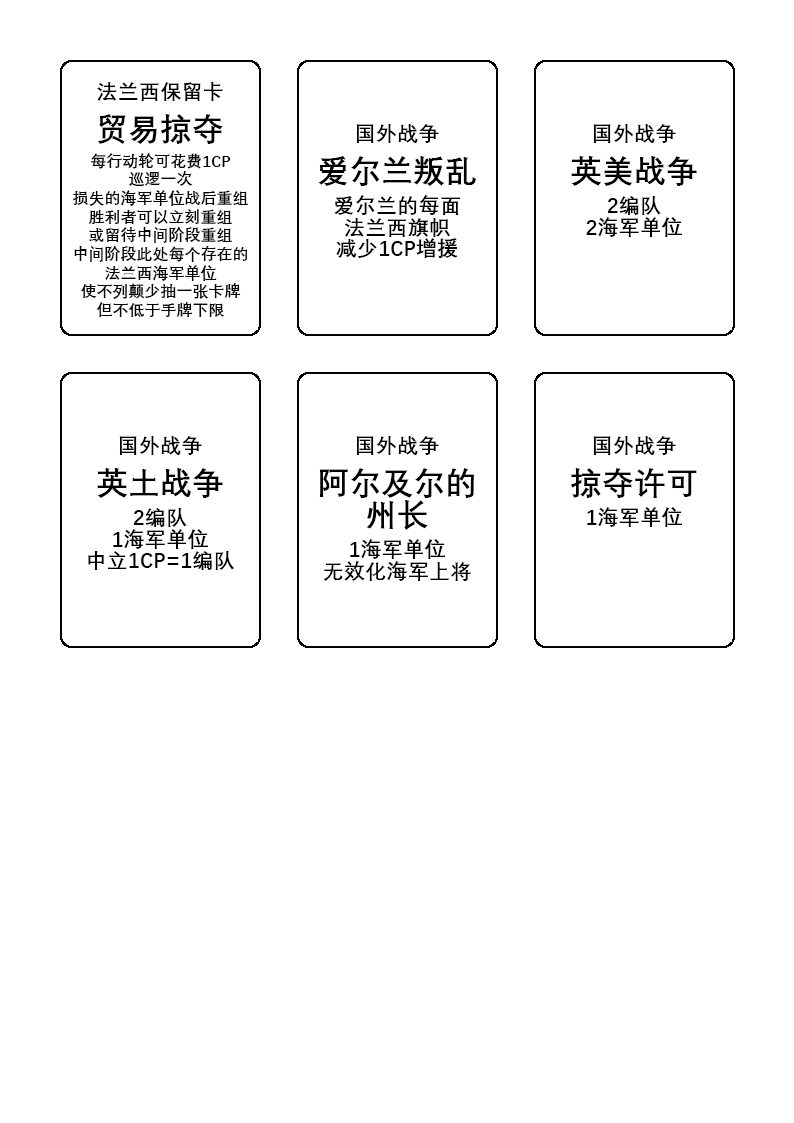 法兰西保留卡
贸易掠夺
每行动轮可花费1CP
巡逻一次
损失的海军单位战后重组
胜利者可以立刻重组
或留待中间阶段重组
中间阶段此处每个存在的
法兰西海军单位
使不列颠少抽一张卡牌
但不低于手牌下限
国外战争
爱尔兰叛乱
爱尔兰的每面
法兰西旗帜
减少1CP增援
国外战争
英美战争
2编队
2海军单位
国外战争
英土战争
2编队
1海军单位
中立1CP=1编队
国外战争
阿尔及尔的
州长
1海军单位
无效化海军上将
国外战争
掠夺许可
1海军单位